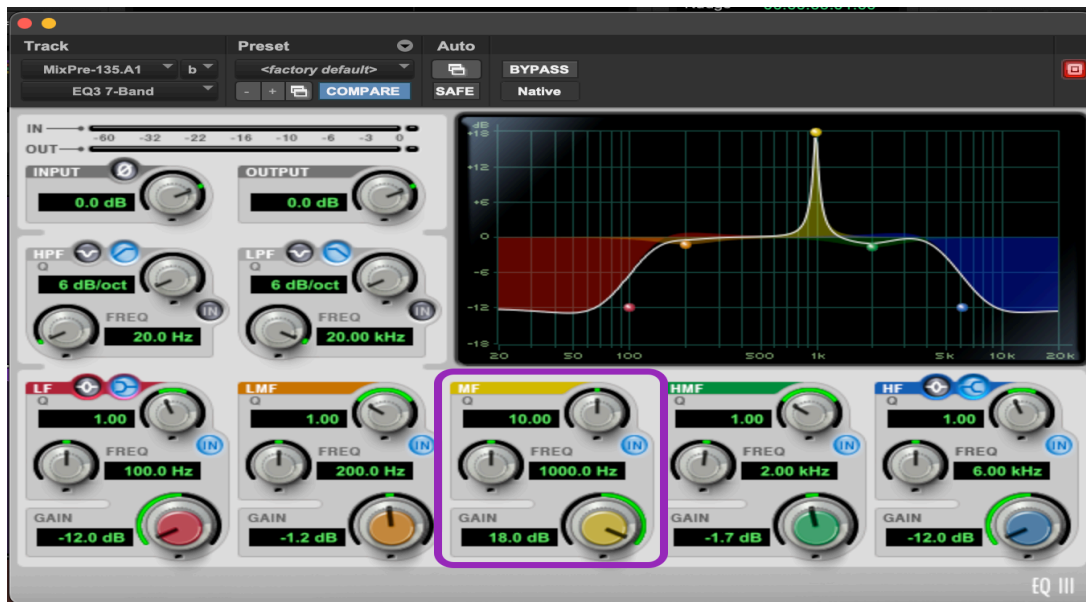 Track Preset Auto
MixPre-135.A1 b <factory default> BYPASS
EQ3 7-Band - + COMPARE SAFE Native
IN
-60 -32 -22 -16 -10 -6 -3 0
OUT
INPUT Ø OUTPUT
0.0 dB 0.0 dB
HPF LPF
Q Q
6 dB/oct 6 dB/oct
IN IN
FREQ FREQ
20.0 Hz 20.00 kHz
dB
+18
+12
+6
0
-6
-12
-18
20 50 100 500 1k 5k 10k 20k
LF LMF MF HMF HF
Q Q Q Q Q
1.00 1.00 10.00 1.00 1.00
IN IN IN IN IN
FREQ FREQ FREQ FREQ FREQ
100.0 Hz 200.0 Hz 1000.0 Hz 2.00 kHz 6.00 kHz
GAIN GAIN GAIN GAIN GAIN
-12.0 dB -1.2 dB 18.0 dB -1.7 dB -12.0 dB
EQ III